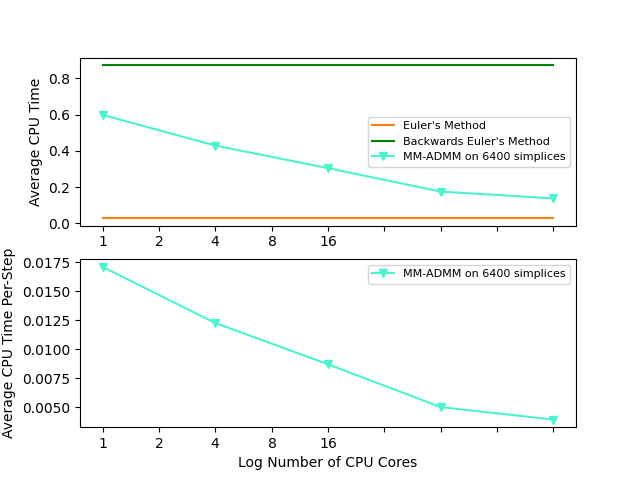 Average CPU Time
0.8
0.6
0.4
0.2
0.0
Euler's Method
Backwards Euler's Method
MM-ADMM on 6400 simplices
1 2 4 8 16
Average CPU Time Per-Step
0.0175
0.0150
0.0125
0.0100
0.0075
0.0050
MM-ADMM on 6400 simplices
1 2 4 8 16
Log Number of CPU Cores